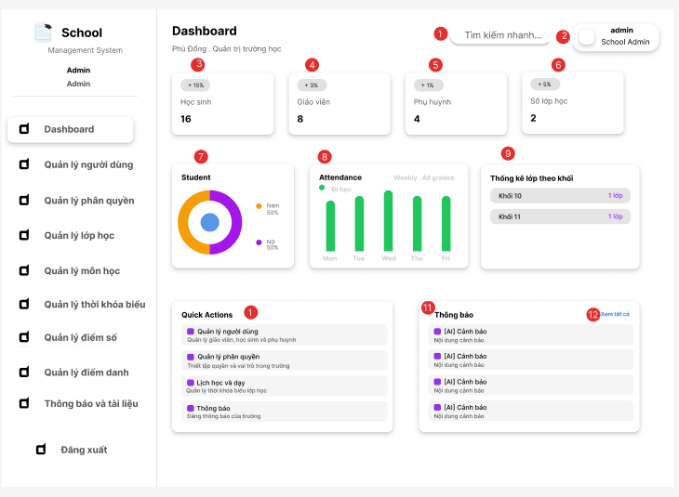 School
Management System
Admin
Admin
Dashboard
Quản lý người dùng
Quản lý phân quyền
Quản lý lớp học
Quản lý môn học
Quản lý thời khóa biểu
Quản lý điểm số
Quản lý điểm danh
Thông báo và tài liệu
Đăng xuất
Dashboard
Phù Đổng . Quản trị trường học
1
Tìm kiếm nhanh...
2
admin
School Admin
3
+ 15%
Học sinh
16
4
+ 3%
Giáo viên
8
5
+ 1%
Phụ huynh
4
6
+ 5%
Số lớp học
2
7
Student
Nam
50%
Nữ
50%
8
Attendance
Weekly . All grades
Đi học
Mon Tue Wed Thu Fri
9
Thống kê lớp theo khối
Khối 10 1 lớp
Khối 11 1 lớp
Quick Actions 1
Quản lý người dùng
Quản lý giáo viên, học sinh và phụ huynh
Quản lý phân quyền
Thiết lập quyền và vai trò trong trường
Lịch học và dạy
Quản lý thời khóa biểu lớp học
Thông báo
Đăng thông báo của trường
11
Thông báo
12
Xem tất cả
[AI] Cảnh báo
Nội dung cảnh báo
[AI] Cảnh báo
Nội dung cảnh báo
[AI] Cảnh báo
Nội dung cảnh báo
[AI] Cảnh báo
Nội dung cảnh báo